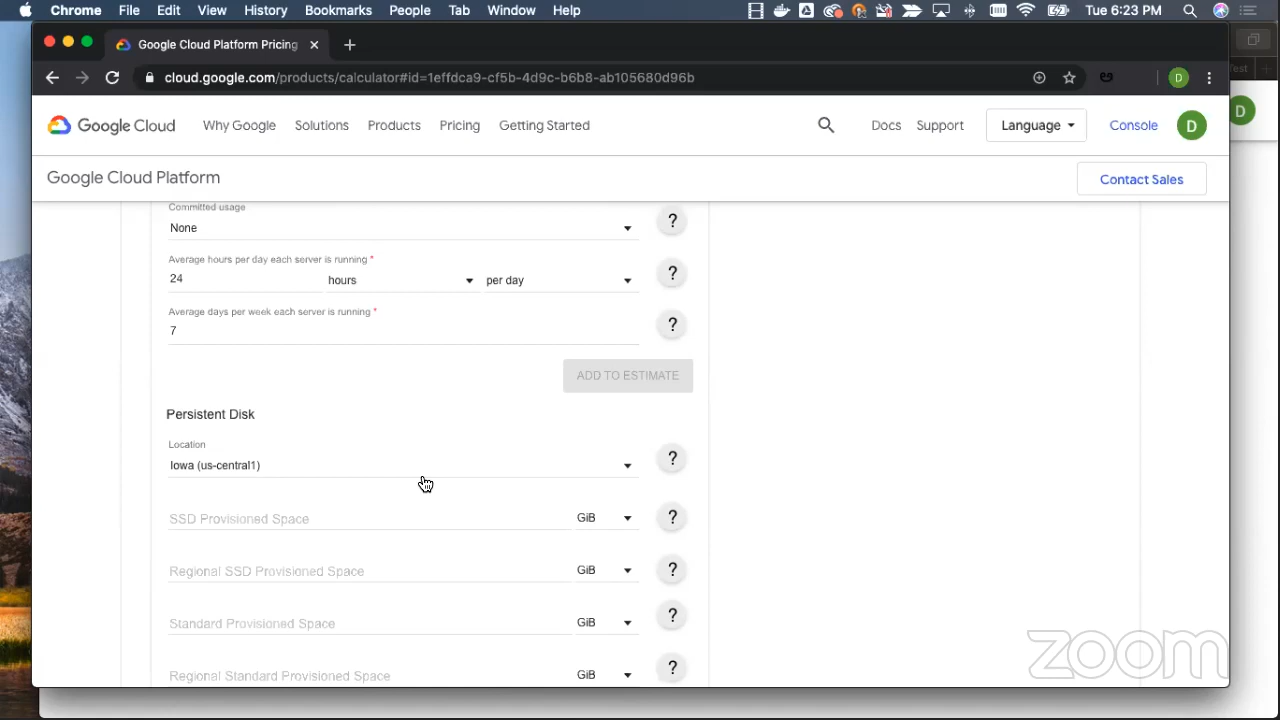 Chrome File Edit View History Bookmarks People Tab Window Help Tue 6:23 PM
Google Cloud Platform Pricing
cloud.google.com/products/calculator#id=1effdca9-cf5b-4d9c-b6b8-ab105680d96b D
Google Cloud Why Google Solutions Products Pricing Getting Started Docs Support Language Console D
D
Google Cloud Platform Contact Sales
Committed usage
None ?
Average hours per day each server is running *
24 hours per day ?
Average days per week each server is running *
7 ?
ADD TO ESTIMATE
Persistent Disk
Location
Iowa (us-central1) ?
SSD Provisioned Space GiB ?
Regional SSD Provisioned Space GiB ?
Standard Provisioned Space GiB ?
Regional Standard Provisioned Space GiB ?
zoom